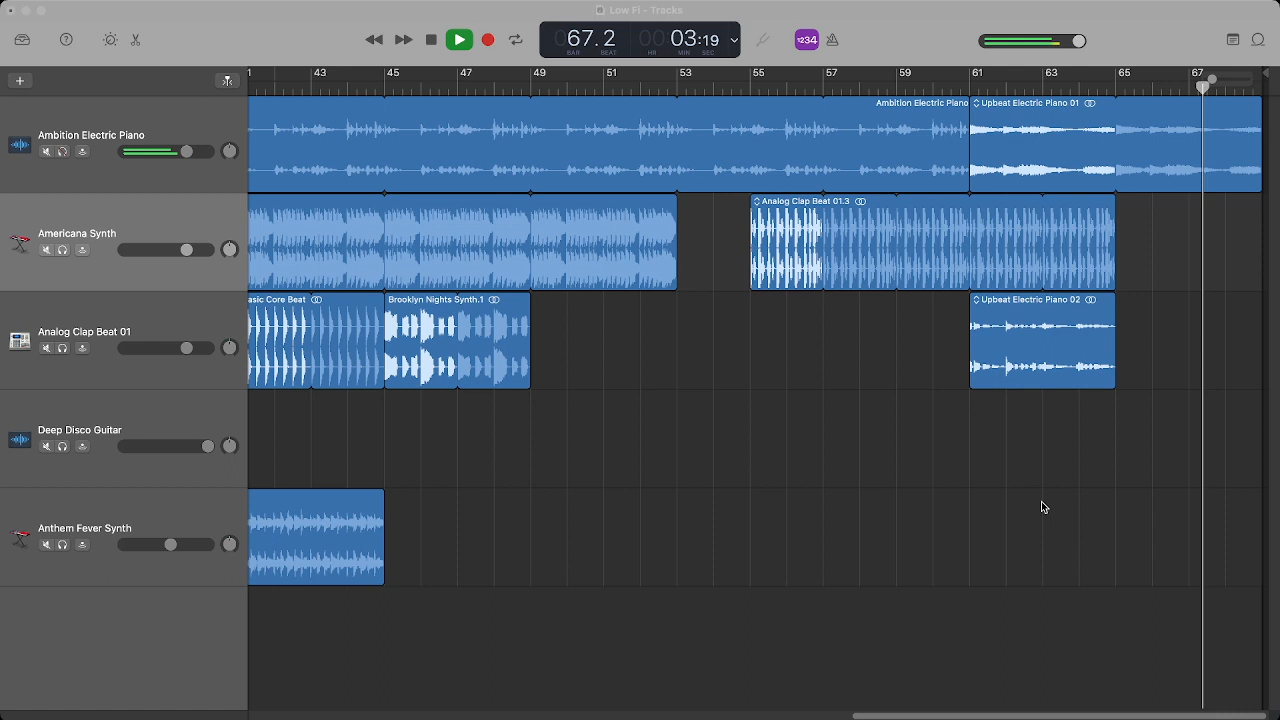 Low Fi - Tracks
067.2
00 03:19
BAR BEAT HR MIN SEC
1234
1 43 45 47 49 51 53 55 57 59 61 63 65 67
Ambition Electric Piano
Ambition Electric Piano
Upbeat Electric Piano 01
Americana Synth
Analog Clap Beat 01.3
Analog Clap Beat 01
asic Core Beat
Brooklyn Nights Synth.1
Upbeat Electric Piano 02
Deep Disco Guitar
Anthem Fever Synth